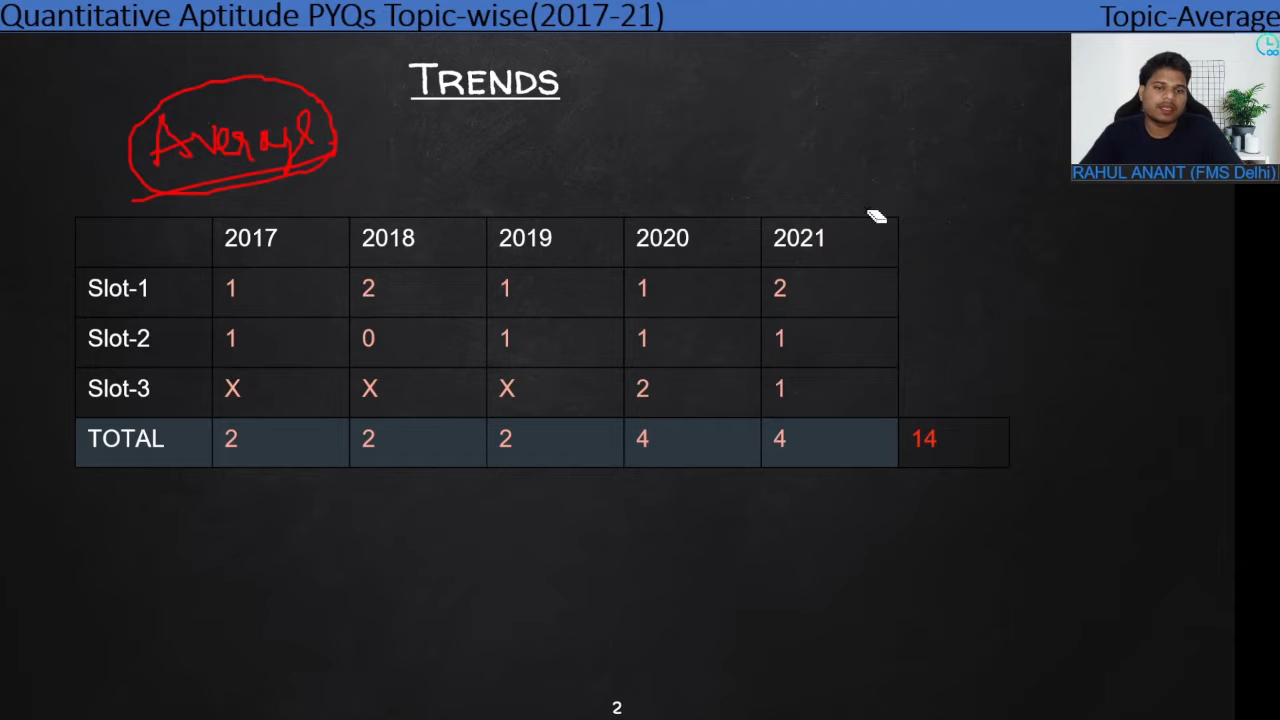 Quantitative Aptitude PYQs Topic-wise(2017-21) Topic-Average
TRENDS
Average
RAHUL ANANT (FMS Delhi)
2017 2018 2019 2020 2021
Slot-1 1 2 1 1 2
Slot-2 1 0 1 1 1
Slot-3 X X X 2 1
TOTAL 2 2 2 4 4 14
2